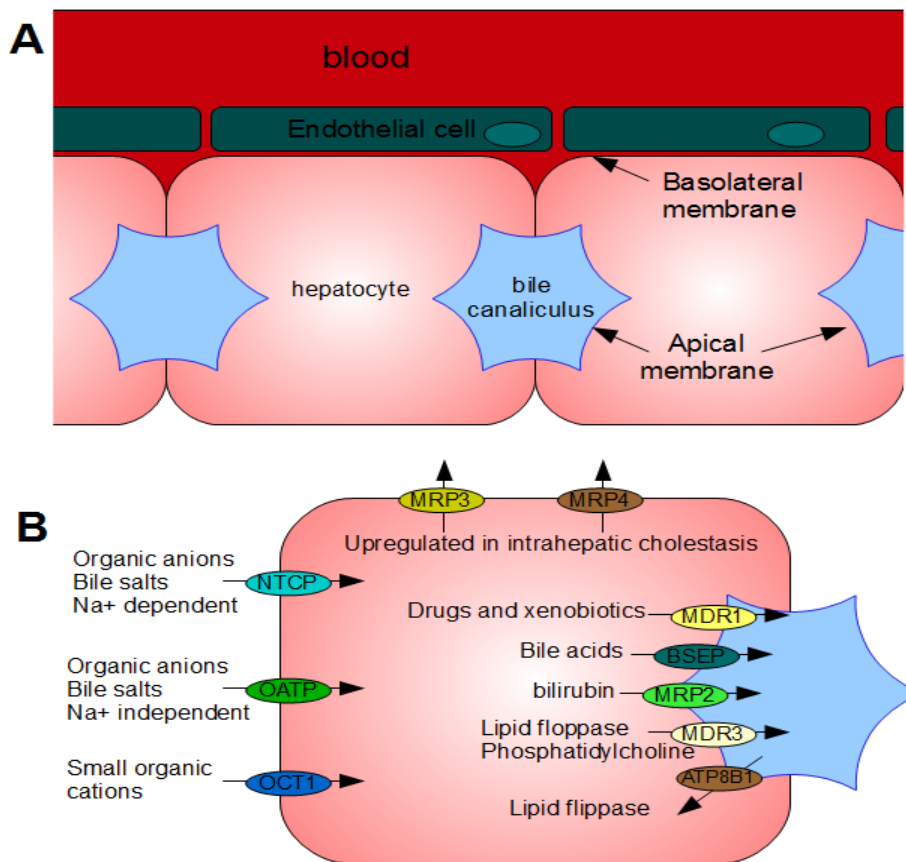 A
blood
Endothelial cell
Basolateral
membrane
hepatocyte
bile
canaliculus
Apical
membrane
B
MRP3
MRP4
Upregulated in intrahepatic cholestasis
Organic anions
Bile salts
Na+ dependent
NTCP
Organic anions
Bile salts
Na+ independent
OATP
Small organic
cations
OCT1
Drugs and xenobiotics
MDR1
Bile acids
BSEP
bilirubin
MRP2
Lipid floppase
Phosphatidylcholine
MDR3
ATP8B1
Lipid flippase